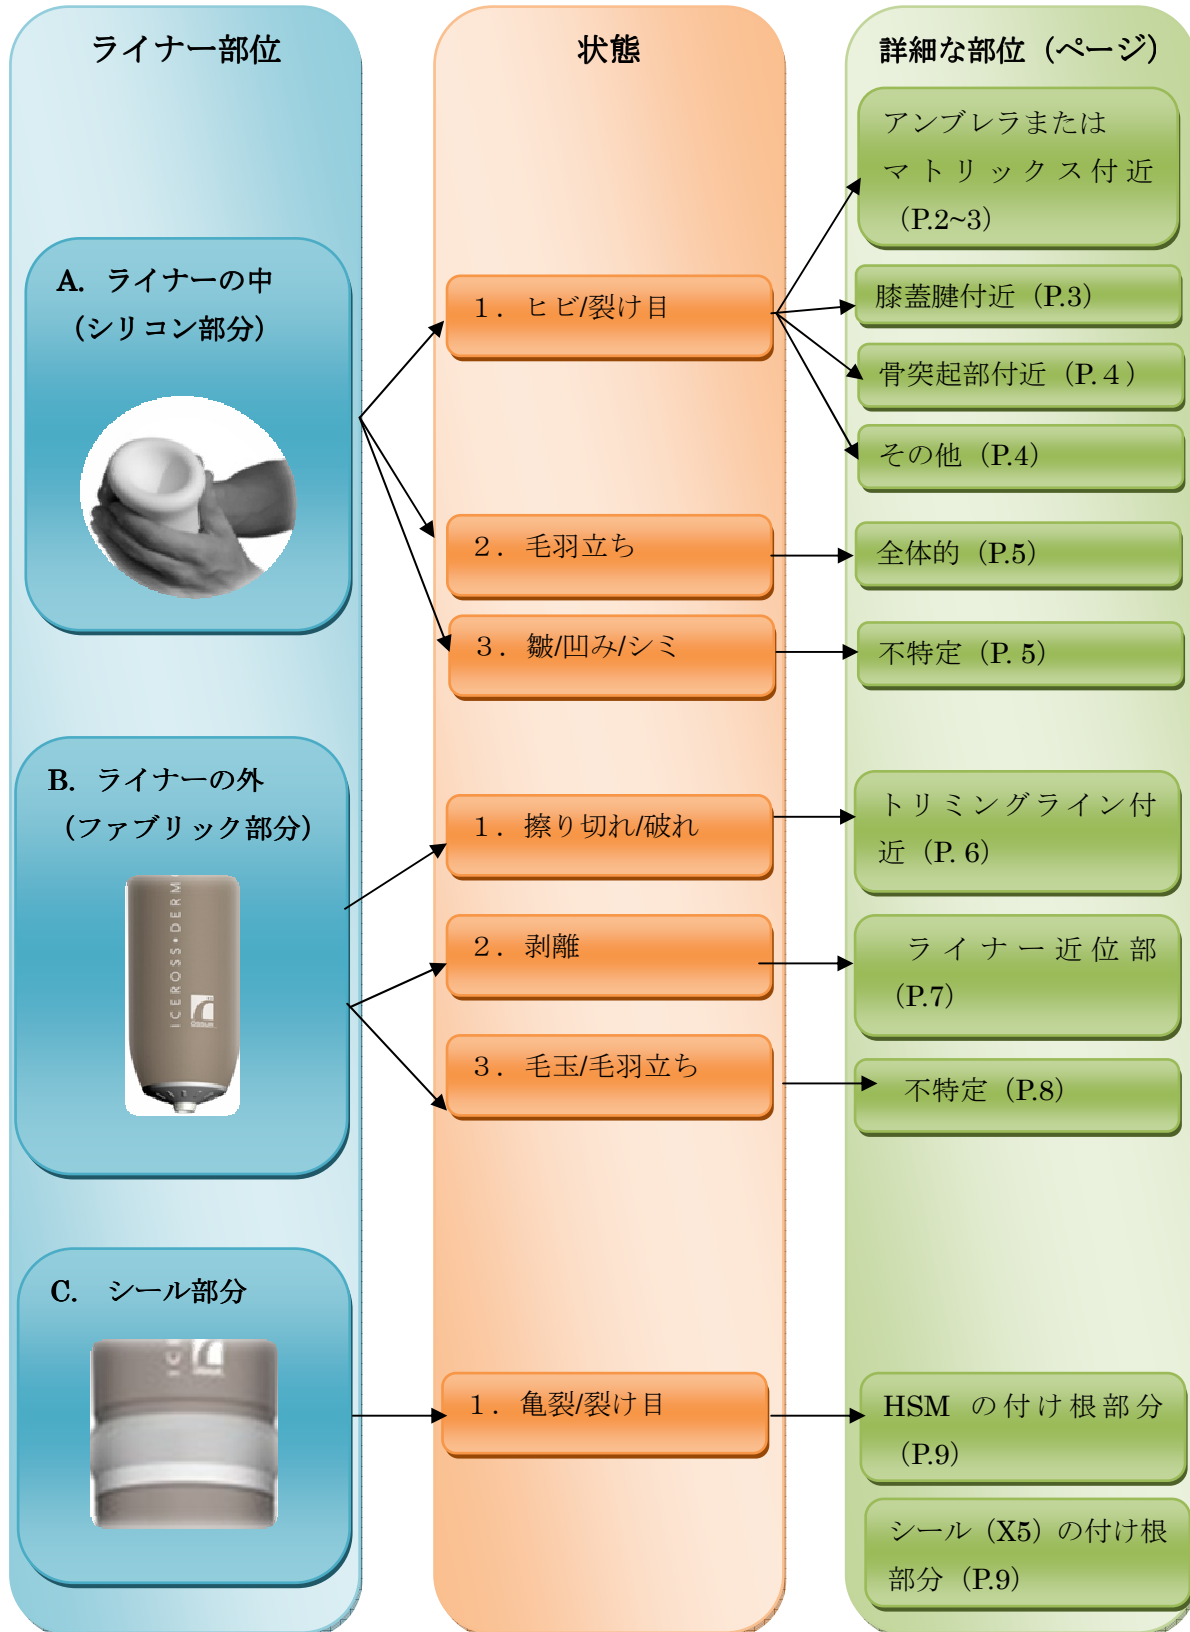 ライナー部位
A. ライナーの中
（シリコン部分）
B. ライナーの外
（ファブリック部分）
ICEROSS・DERM
C. シール部分
状態
１．ヒビ/裂け目
２．毛羽立ち
３．皺/凹み/シミ
１．擦り切れ/破れ
２．剥離
３．毛玉/毛羽立ち
１．亀裂/裂け目
詳細な部位（ページ）
アンブレラまたは
マトリックス付近
（P.2~3）
膝蓋腱付近（P.3）
骨突起部付近（P.４）
その他（P.4）
全体的（P.5）
不特定（P. 5）
トリミングライン付
近（P. 6）
ライナー近位部
（P.7）
不特定（P.8）
HSM の付け根部分
（P.9）
シール（X5）の付け根
部分（P.9）